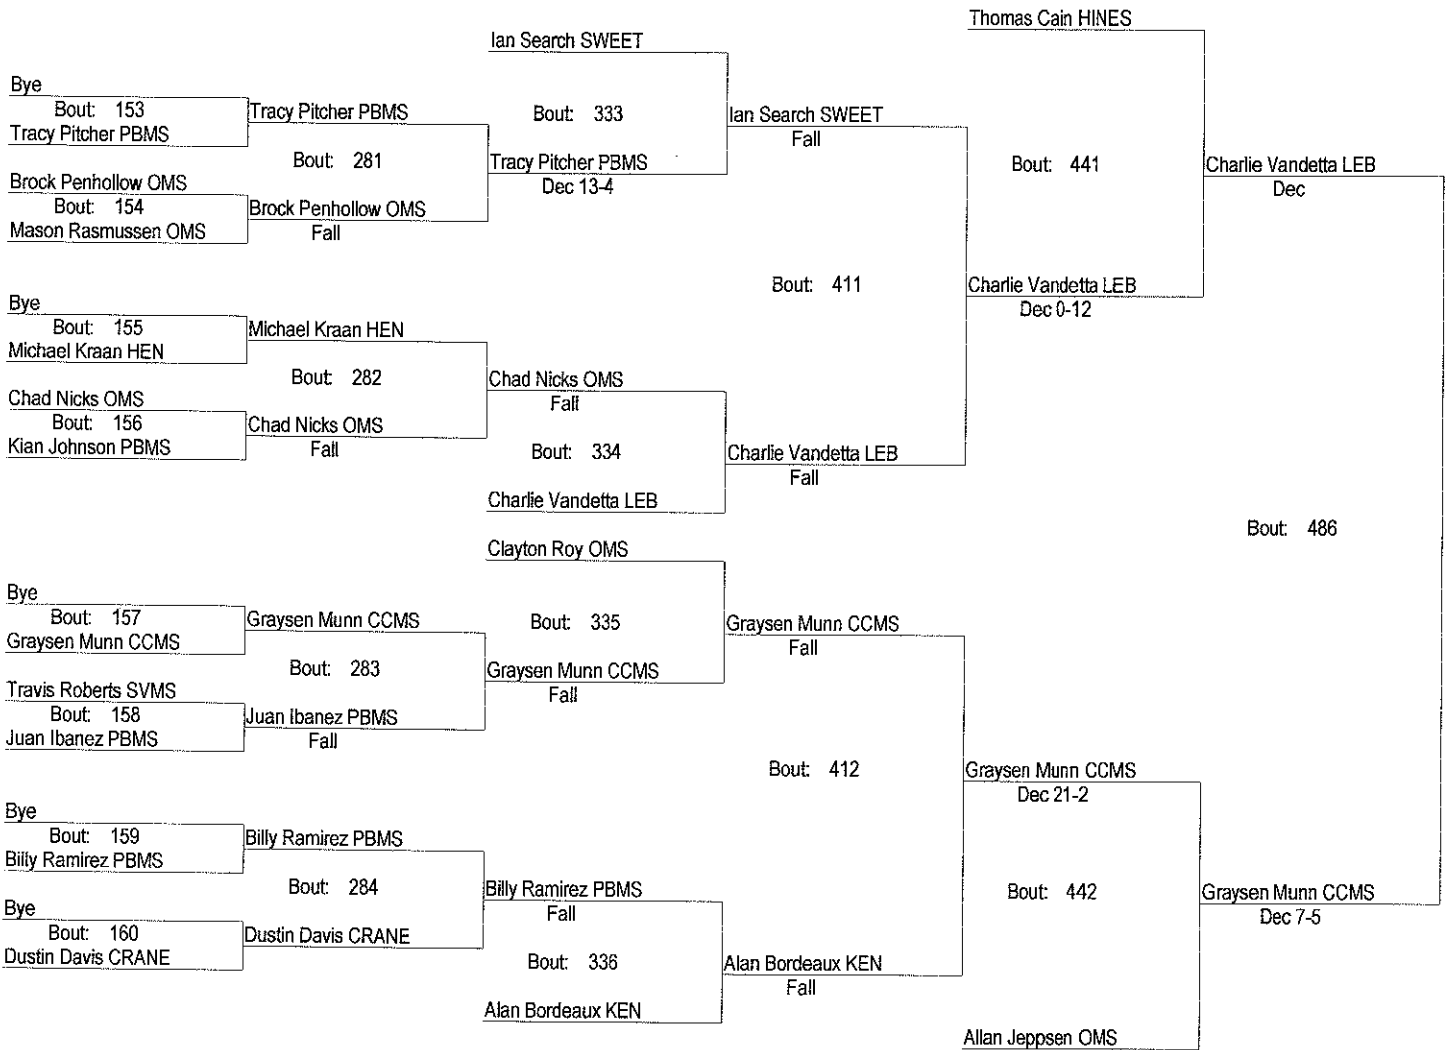 Thomas Cain HINES
Ian Search SWEET
Bye
Bout: 153
Tracy Pitcher PBMS
Tracy Pitcher PBMS
Bout: 333
Ian Search SWEET
Fall
Bout: 281
Tracy Pitcher PBMS
Dec 13-4
Bout: 441
Charlie Vandetta LEB
Dec
Brock Penhollow OMS
Bout: 154
Mason Rasmussen OMS
Brock Penhollow OMS
Fall
Bout: 411
Charlie Vandetta LEB
Dec 0-12
Bye
Bout: 155
Michael Kraan HEN
Michael Kraan HEN
Bout: 282
Chad Nicks OMS
Fall
Chad Nicks OMS
Bout: 156
Kian Johnson PBMS
Chad Nicks OMS
Fall
Bout: 334
Charlie Vandetta LEB
Fall
Charlie Vandetta LEB
Bout: 486
Clayton Roy OMS
Bye
Bout: 157
Graysen Munn CCMS
Graysen Munn CCMS
Bout: 335
Graysen Munn CCMS
Fall
Bout: 283
Graysen Munn CCMS
Fall
Travis Roberts SVMS
Bout: 158
Juan Ibanez PBMS
Juan Ibanez PBMS
Fall
Bout: 412
Graysen Munn CCMS
Dec 21-2
Bye
Bout: 159
Billy Ramirez PBMS
Billy Ramirez PBMS
Bout: 284
Billy Ramirez PBMS
Fall
Bout: 442
Graysen Munn CCMS
Dec 7-5
Bye
Bout: 160
Dustin Davis CRANE
Dustin Davis CRANE
Bout: 336
Alan Bordeaux KEN
Fall
Alan Bordeaux KEN
Allan Jeppsen OMS